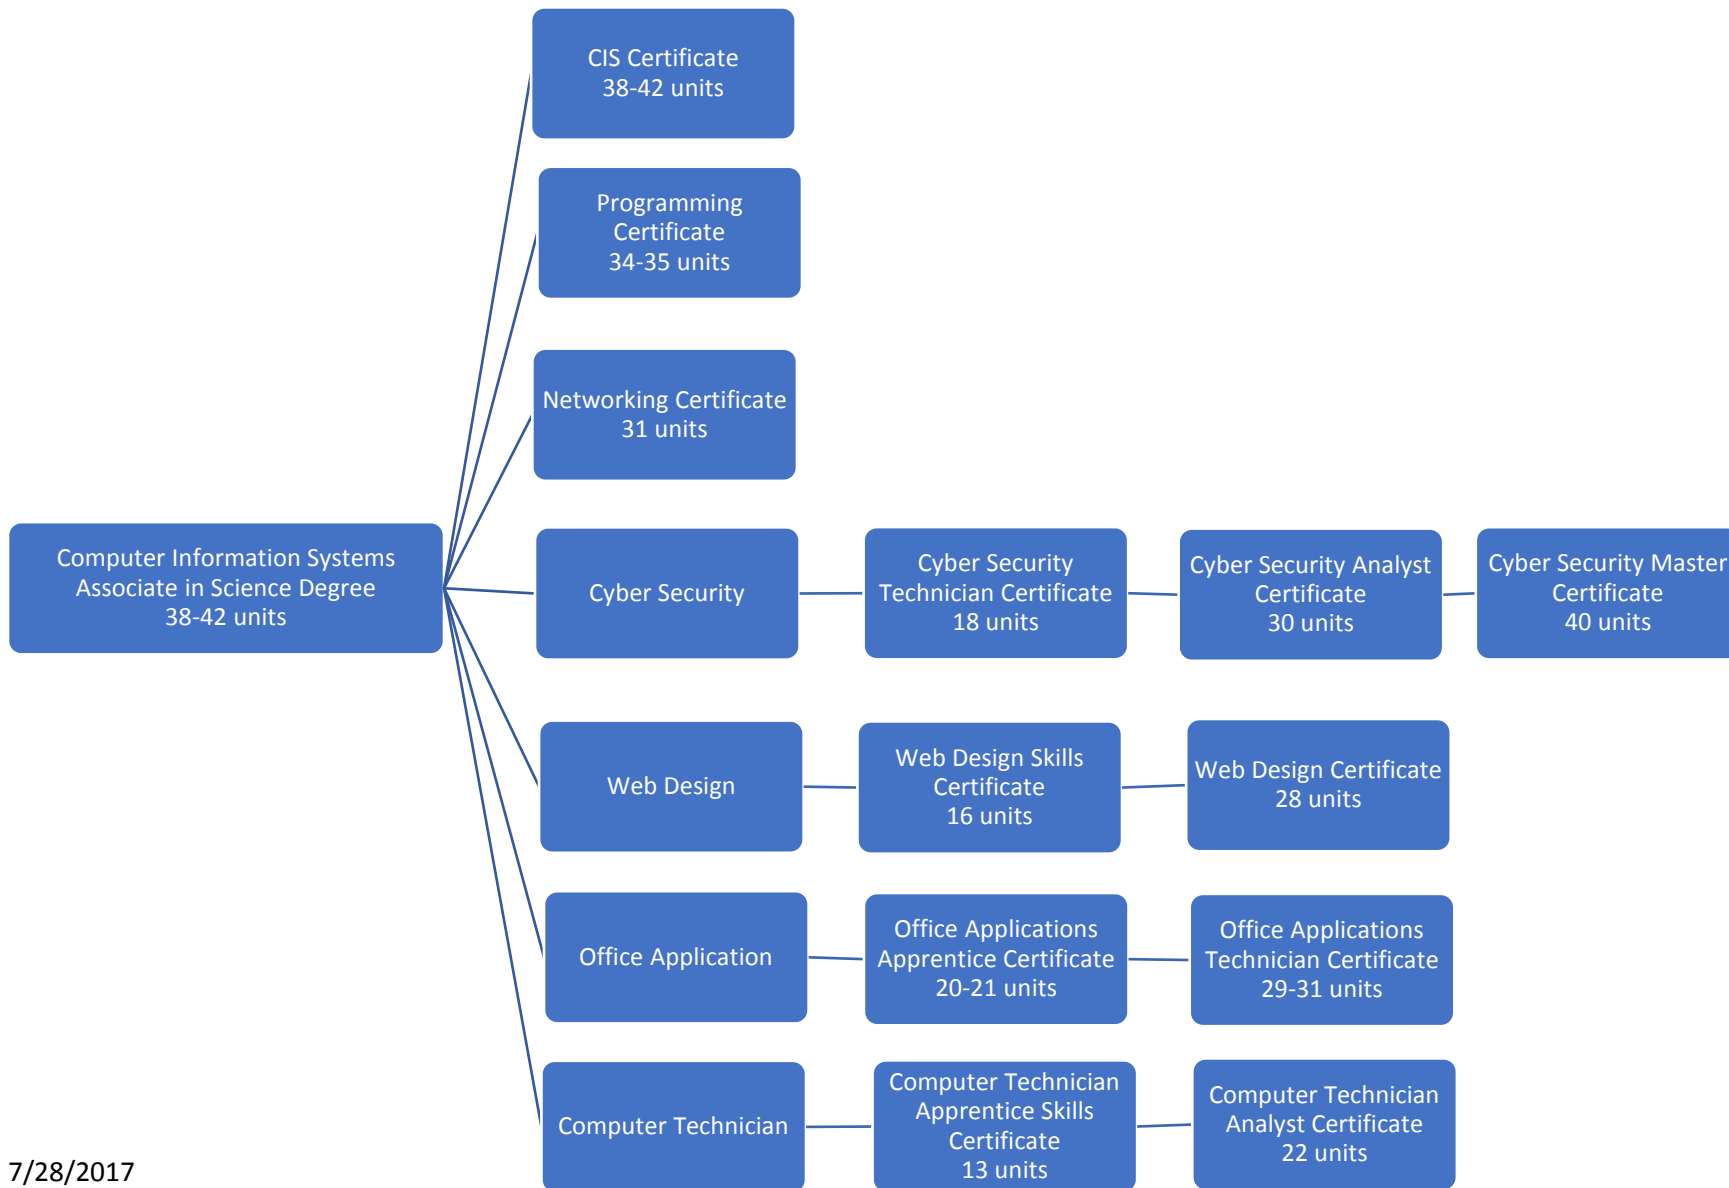 CIS Certificate
38-42 units
Programming
Certificate
34-35 units
Networking Certificate
31 units
Computer Information Systems
Associate in Science Degree
38-42 units
Cyber Security
Cyber Security
Technician Certificate
18 units
Cyber Security Analyst
Certificate
30 units
Cyber Security Master
Certificate
40 units
Web Design
Web Design Skills
Certificate
16 units
Web Design Certificate
28 units
Office Application
Office Applications
Apprentice Certificate
20-21 units
Office Applications
Technician Certificate
29-31 units
Computer Technician
Computer Technician
Apprentice Skills
Certificate
13 units
Computer Technician
Analyst Certificate
22 units
7/28/2017